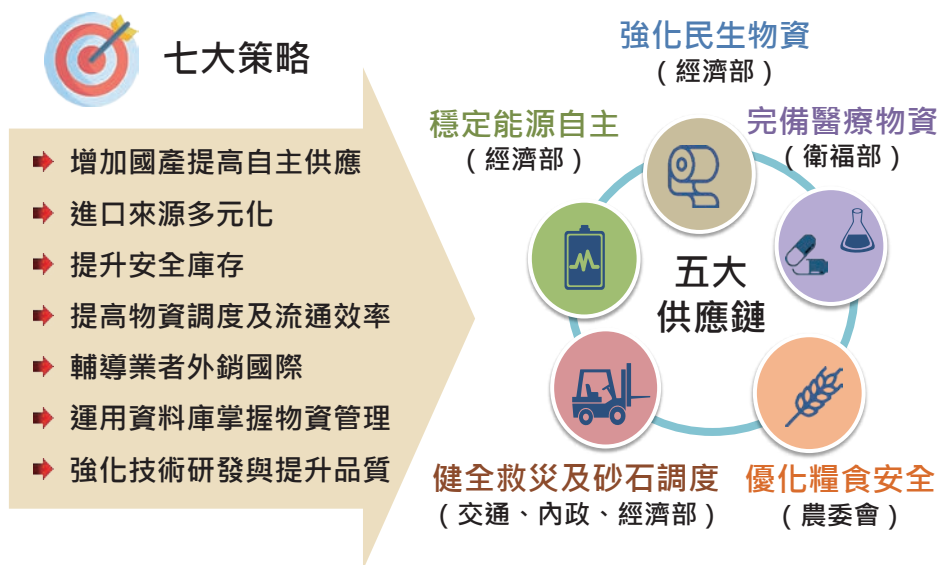 七大策略
增加國產提高自主供應
進口來源多元化
提升安全庫存
提高物資調度及流通效率
輔導業者外銷國際
運用資料庫掌握物資管理
強化技術研發與提升品質
強化民生物資
（經濟部）
穩定能源自主
（經濟部）
完備醫療物資
（衛福部）
五大
供應鏈
健全救災及砂石調度
（交通、內政、經濟部）
優化糧食安全
（農委會）